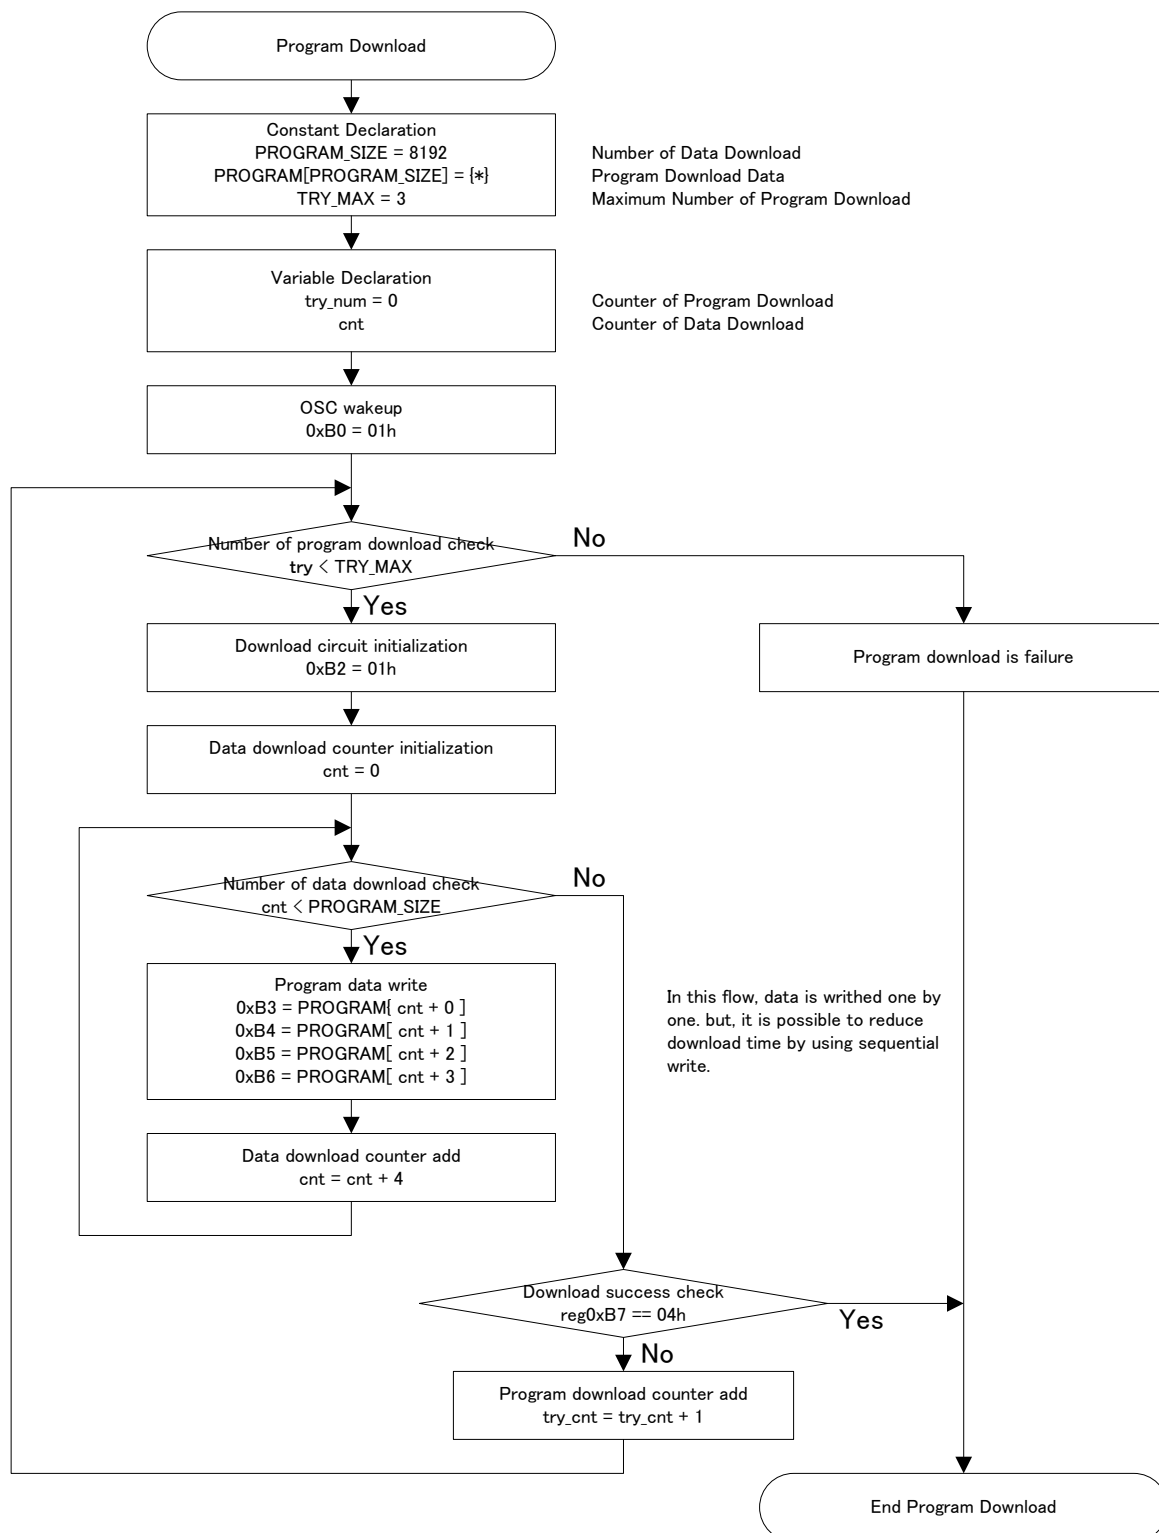 Program Download
Constant Declaration
PROGRAM_SIZE = 8192
PROGRAM[PROGRAM_SIZE] = {*}
TRY_MAX = 3
Number of Data Download
Program Download Data
Maximum Number of Program Download
Variable Declaration
try_num = 0
cnt
Counter of Program Download
Counter of Data Download
OSC wakeup
0xB0 = 01h
Number of program download check
try < TRY_MAX
No
Yes
Download circuit initialization
0xB2 = 01h
Program download is failure
Data download counter initialization
cnt = 0
Number of data download check
cnt < PROGRAM_SIZE
No
Yes
Program data write
0xB3 = PROGRAM{ cnt + 0 ]
0xB4 = PROGRAM[ cnt + 1 ]
0xB5 = PROGRAM[ cnt + 2 ]
0xB6 = PROGRAM[ cnt + 3 ]
In this flow, data is writhed one by
one. but, it is possible to reduce
download time by using sequential
write.
Data download counter add
cnt = cnt + 4
Download success check
reg0xB7 == 04h
Yes
No
Program download counter add
try_cnt = try_cnt + 1
End Program Download